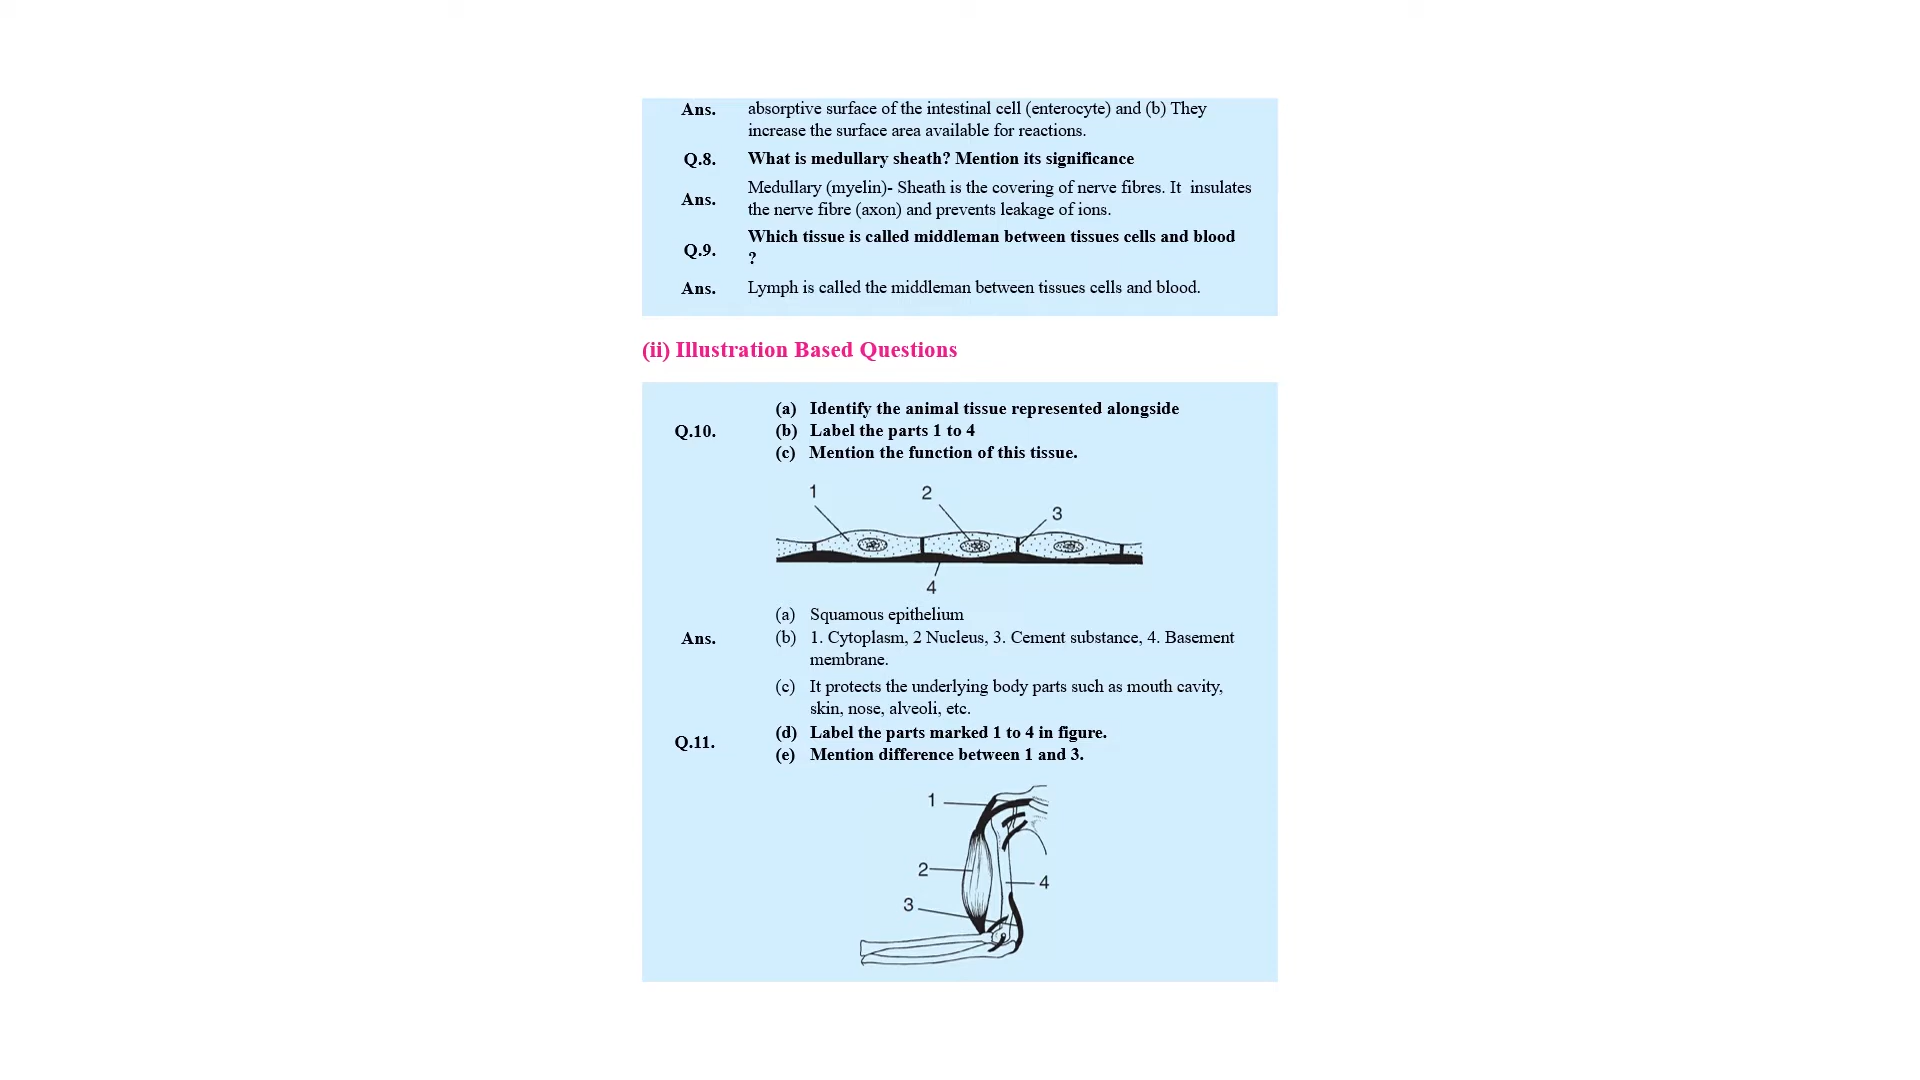 Ans. absorptive surface of the intestinal cell (enterocyte) and (b) They
increase the surface area available for reactions.
Q.8. What is medullary sheath? Mention its significance
Ans. Medullary (myelin)- Sheath is the covering of nerve fibres. It insulates
the nerve fibre (axon) and prevents leakage of ions.
Q.9. Which tissue is called middleman between tissues cells and blood
?
Ans. Lymph is called the middleman between tissues cells and blood.
(ii) Illustration Based Questions
Q.10. (a) Identify the animal tissue represented alongside
(b) Label the parts 1 to 4
(c) Mention the function of this tissue.
1
2
3
4
(a) Squamous epithelium
Ans. (b) 1. Cytoplasm, 2 Nucleus, 3. Cement substance, 4. Basement
membrane.
(c) It protects the underlying body parts such as mouth cavity,
skin, nose, alveoli, etc.
Q.11. (d) Label the parts marked 1 to 4 in figure.
(e) Mention difference between 1 and 3.
1
2
4
3